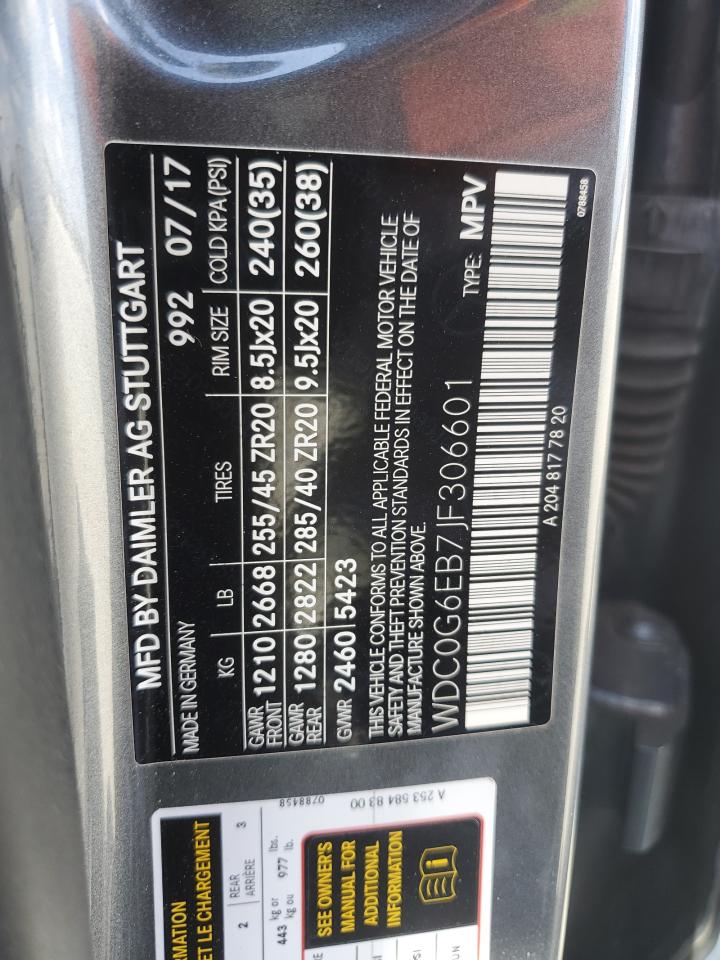 MFD BY DAIMLER AG STUTTGART
MADE IN GERMANY 992 07/17
KG LB TIRES RIM SIZE COLD KPA(PSI)
GAWR FRONT 1210 2668 255/45 ZR20 8.5Jx20 240(35)
GAWR REAR 1280 2822 285/40 ZR20 9.5Jx20 260(38)
GVWR 2460 5423
THIS VEHICLE CONFORMS TO ALL APPLICABLE FEDERAL MOTOR VEHICLE
SAFETY AND THEFT PREVENTION STANDARDS IN EFFECT ON THE DATE OF
MANUFACTURE SHOWN ABOVE.
WDC0G6EB7JF306601 TYPE: MPV
A 204 817 78 20 0788458
RMATION
ET LE CHARGEMENT
2 REAR ARRIÈRE 3
443 kg or kg ou 977 lbs. lb.
SEE OWNER'S
MANUAL FOR
ADDITIONAL
INFORMATION
0788458
A 253 584 83 00